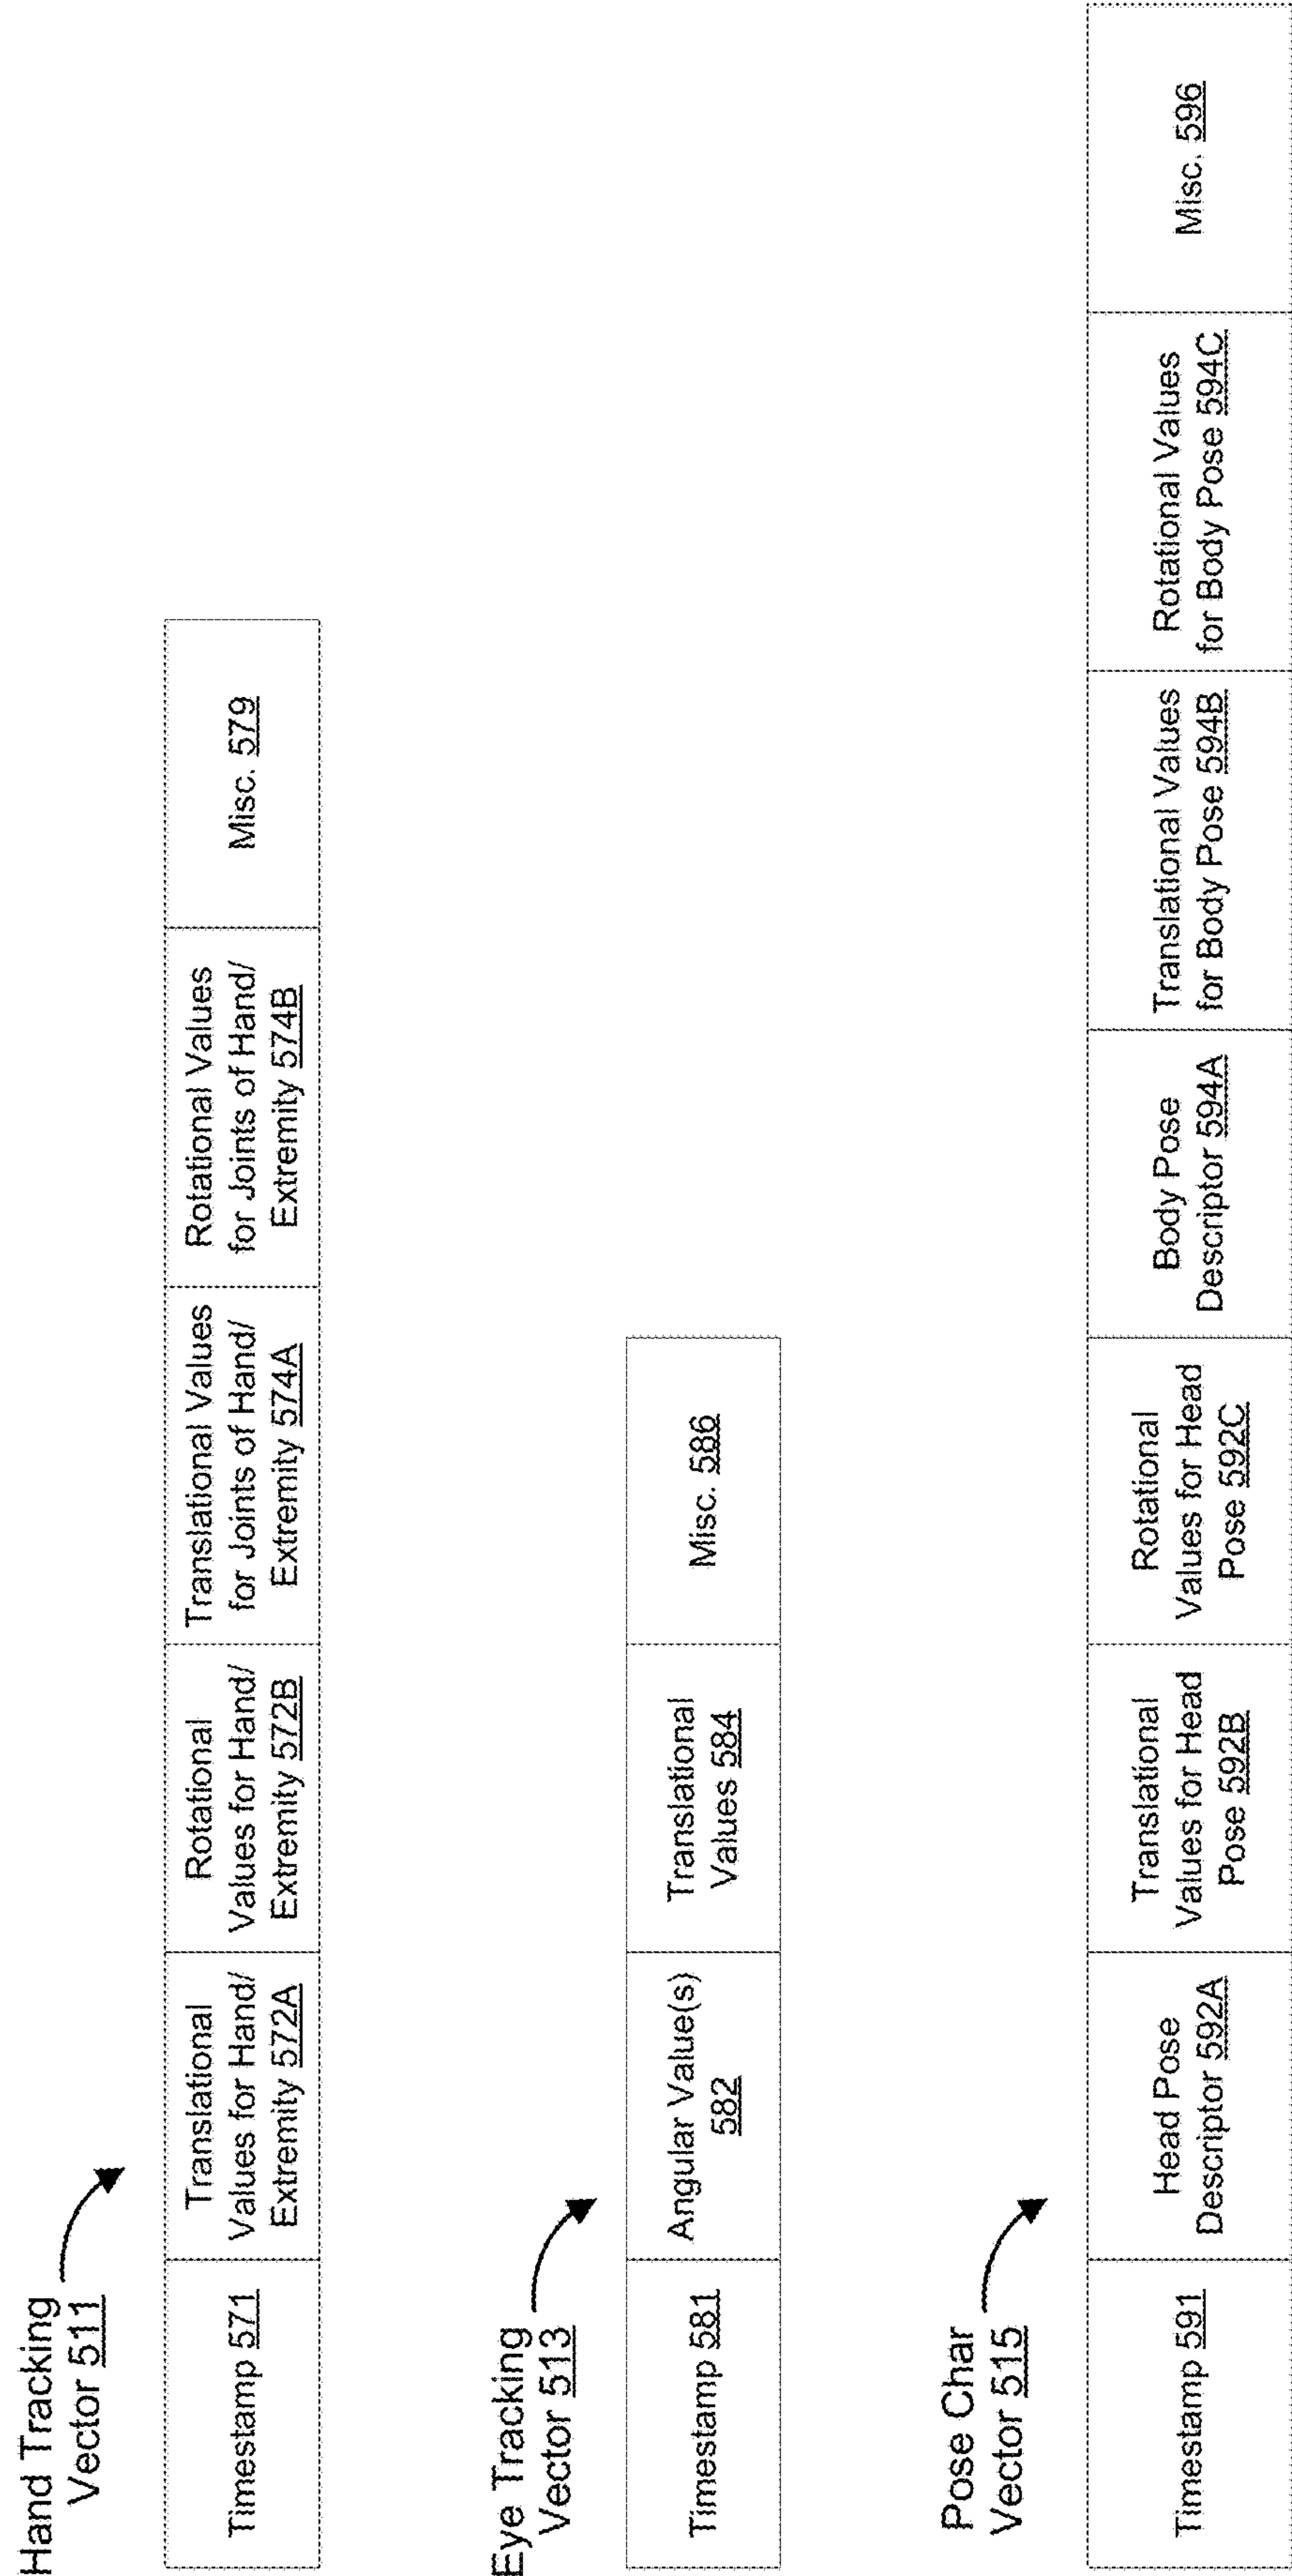 Hand Tracking
Vector 511
Timestamp 571
Translational
Values for Hand/
Extremity 572A
Rotational
Values for Hand/
Extremity 572B
Translational Values
for Joints of Hand/
Extremity 574A
Rotational Values
for Joints of Hand/
Extremity 574B
Misc. 579
Eye Tracking
Vector 513
Timestamp 581
Angular Value(s)
582
Translational
Values 584
Misc. 586
Pose Char
Vector 515
Timestamp 591
Head Pose
Descriptor 592A
Translational
Values for Head
Pose 592B
Rotational
Values for Head
Pose 592C
Body Pose
Descriptor 594A
Translational Values
for Body Pose 594B
Rotational Values
for Body Pose 594C
Misc. 596